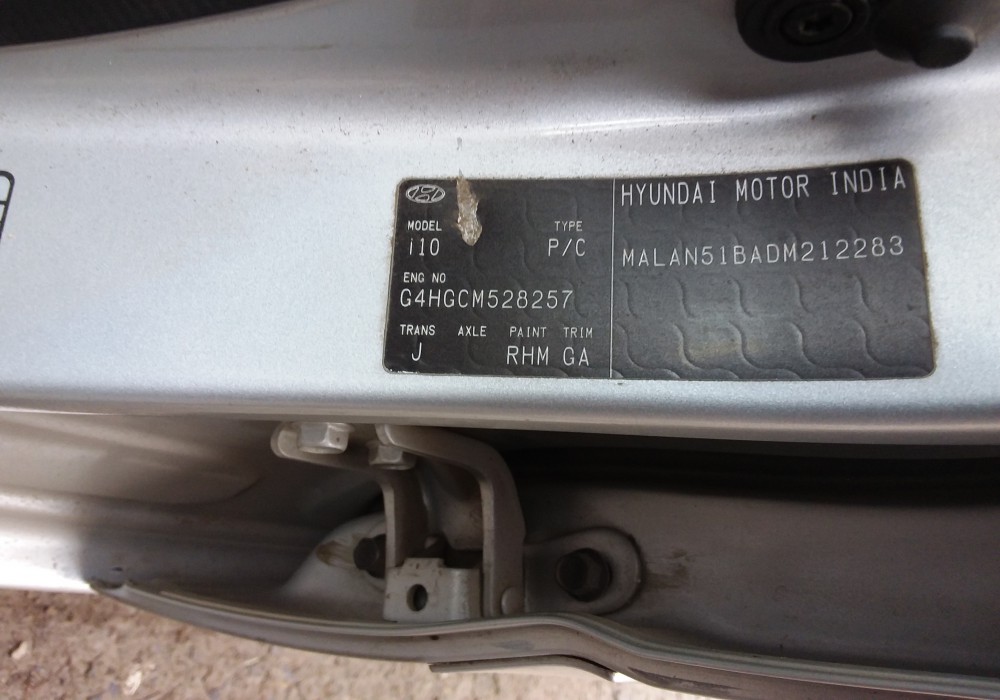 HYUNDAI MOTOR INDIA
MODEL TYPE
i10 P/C
MALAN51BADM212283
ENG NO
G4HGCM528257
TRANS AXLE PAINT TRIM
J RHM GA